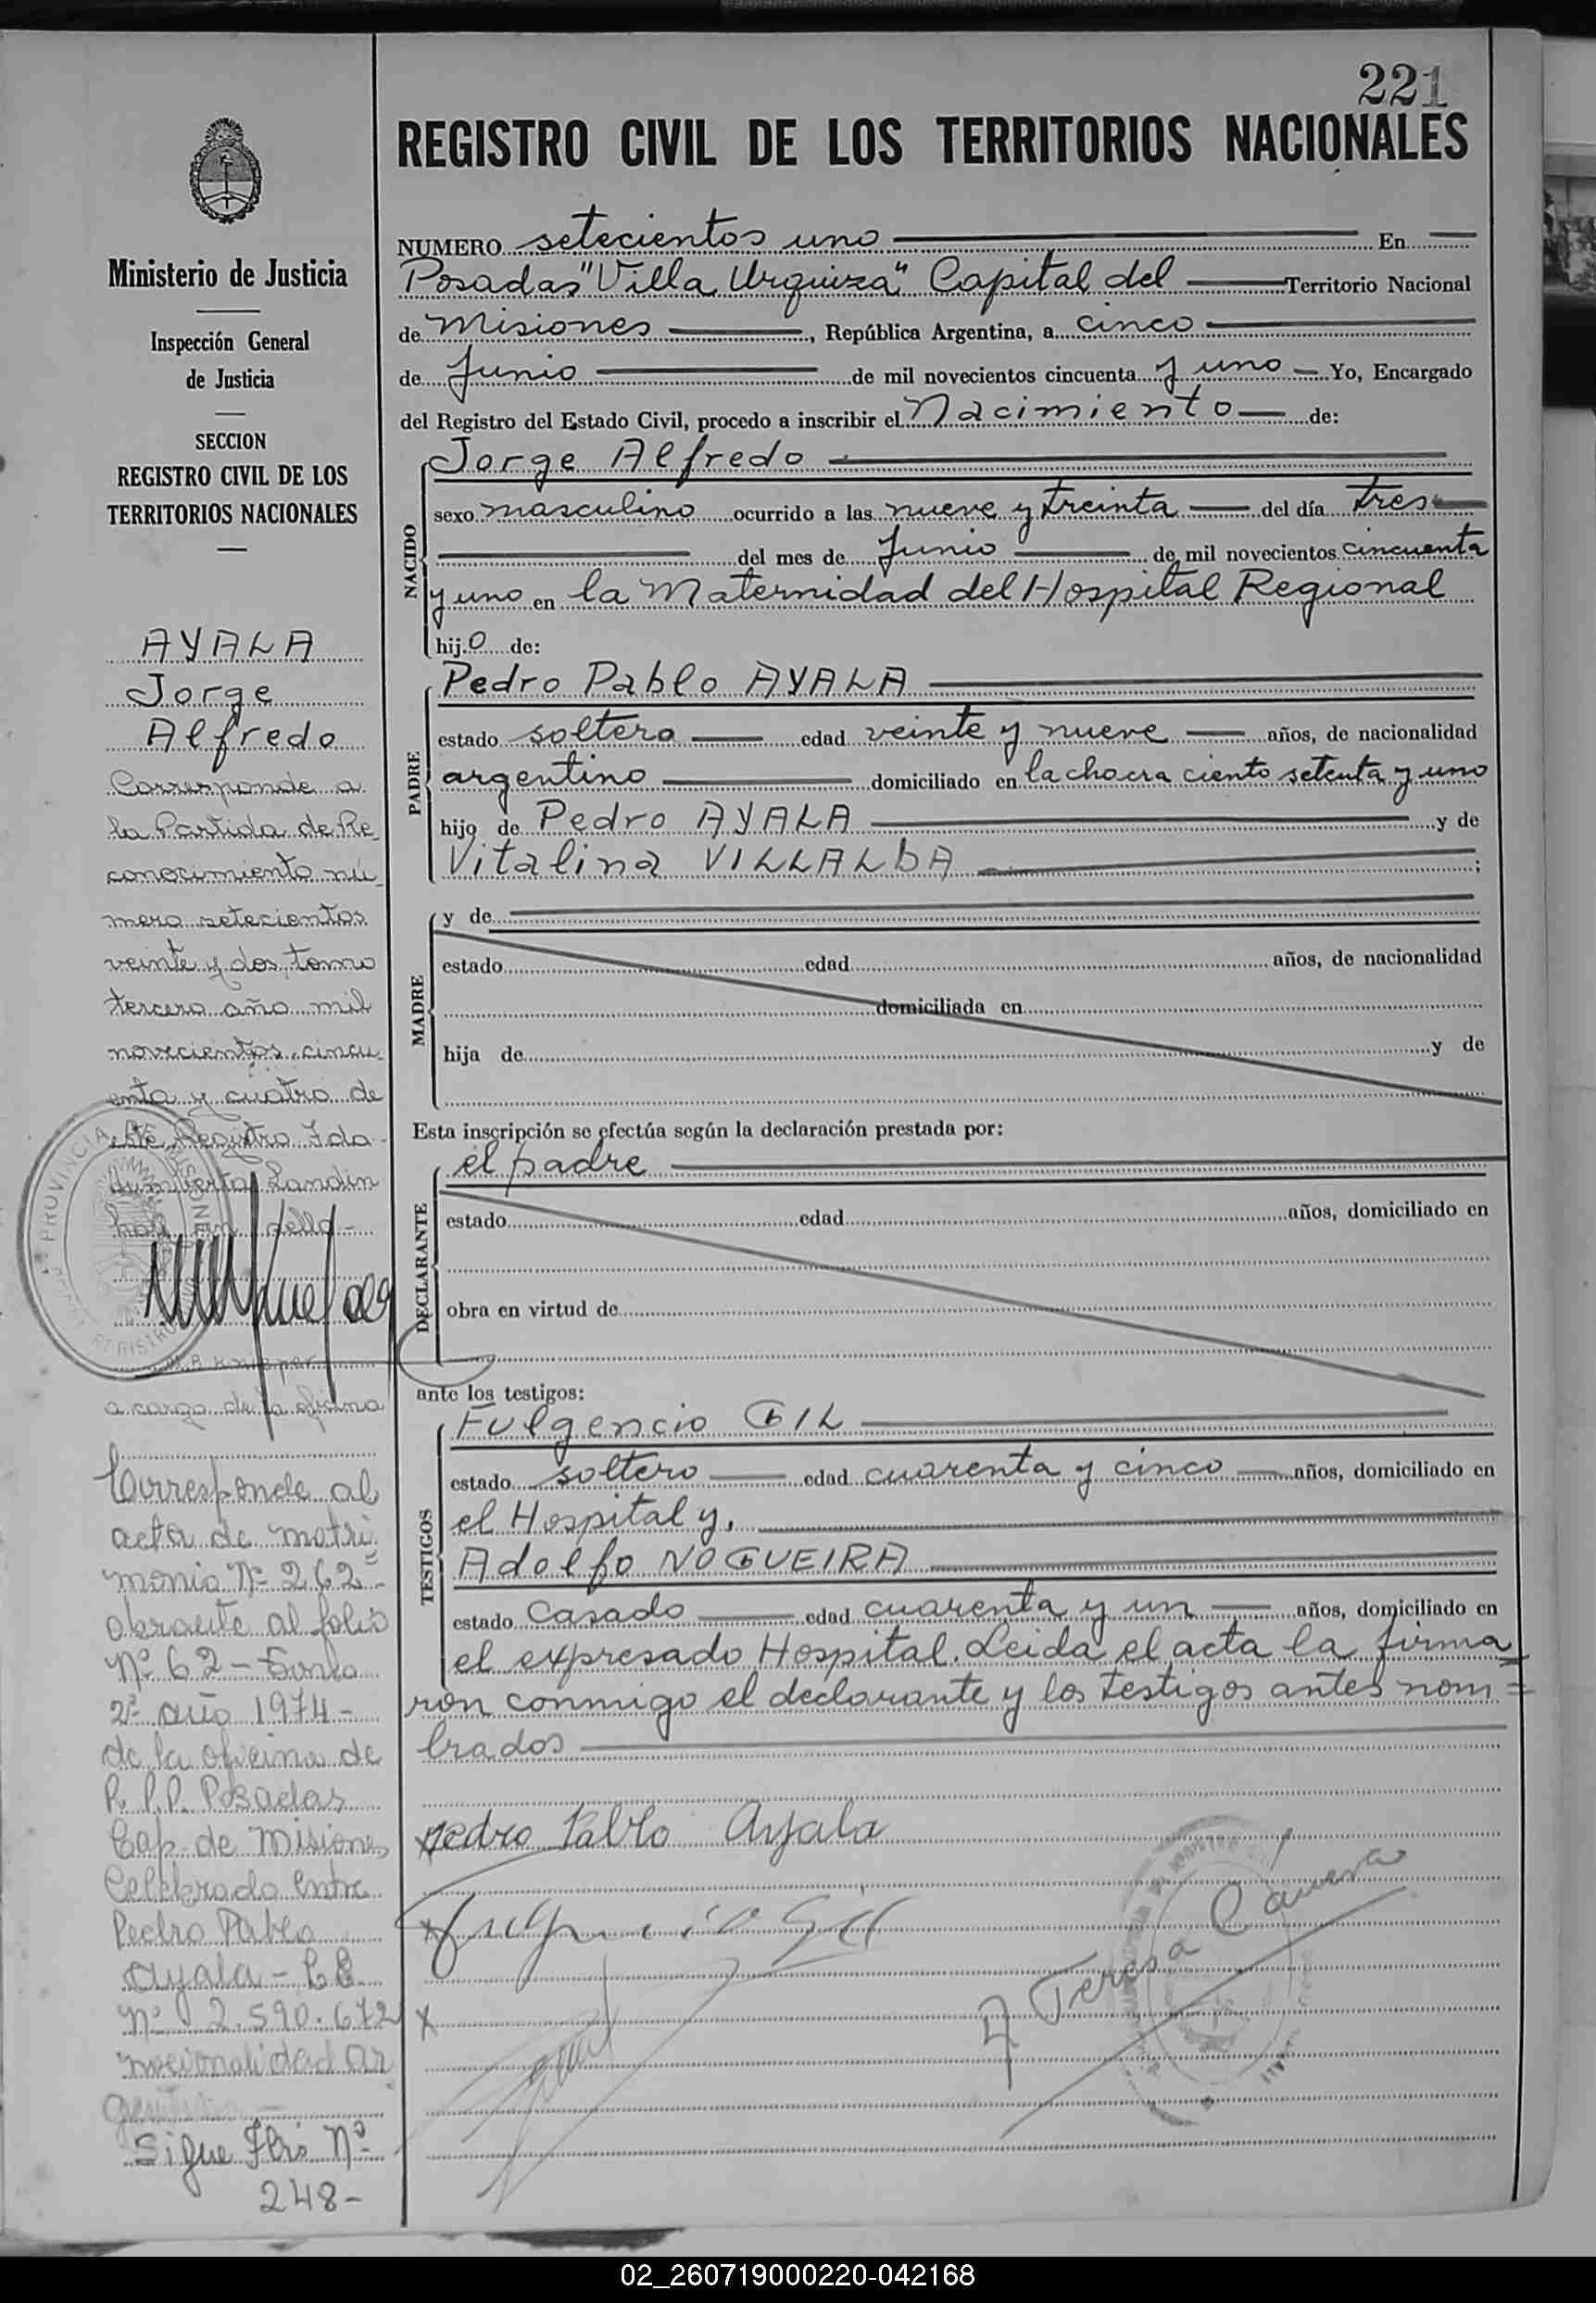 221
REGISTRO CIVIL DE LOS TERRITORIOS NACIONALES
Ministerio de Justicia
Inspección General
de Justicia
SECCION
REGISTRO CIVIL DE LOS
TERRITORIOS NACIONALES
AYALA
Jorge
Alfredo
Corresponde a
la Partida de Re
conocimiento nú
mero setecientos
veinte y dos, tomo
tercero año mil
novecientos cincu
enta y cuatro de
este Registro
M. B. Knieper
a cargo de la oficina
Corresponde al
acta de matri
monio Nº 262
obrante al folio
Nº 62 - Tomo
2º año 1974 -
de la oficina de
R. P. P. Posadas
Cap. de Misiones
Celebrado entre
Pedro Pablo
Ayala -
Nº 2.590.672
nacionalidad ar
gentina
Sigue Flio Nº
248-
NUMERO setecientos uno En
Posadas "Villa Urquiza" Capital del Territorio Nacional
de Misiones, República Argentina, a cinco
de Junio de mil novecientos cincuenta y uno Yo, Encargado
del Registro del Estado Civil, procedo a inscribir el Nacimiento de:
NACIDO
Jorge Alfredo
sexo masculino ocurrido a las nueve y treinta del día tres
del mes de Junio de mil novecientos cincuenta
y uno en la Maternidad del Hospital Regional
hijo de:
PADRE
Pedro Pablo AYALA
estado soltero edad veinte y nueve años, de nacionalidad
argentino domiciliado en la chacra ciento setenta y uno
hijo de Pedro AYALA y de
Vitalina VILLALBA ;
MADRE
y de
estado edad años, de nacionalidad
domiciliada en
hija de y de
Esta inscripción se efectúa según la declaración prestada por:
DECLARANTE
el padre
estado edad años, domiciliado en
obra en virtud de
ante los testigos:
TESTIGOS
Fulgencio GIL
estado soltero edad cuarenta y cinco años, domiciliado en
el Hospital y,
Adolfo NOGUEIRA
estado Casado edad cuarenta y un años, domiciliado en
el expresado Hospital. Leida el acta la firma=
ron conmigo el declarante y los testigos antes nom=
brados
Pedro Pablo Ayala
Fulgencio Gil
Teresa
02_260719000220-042168